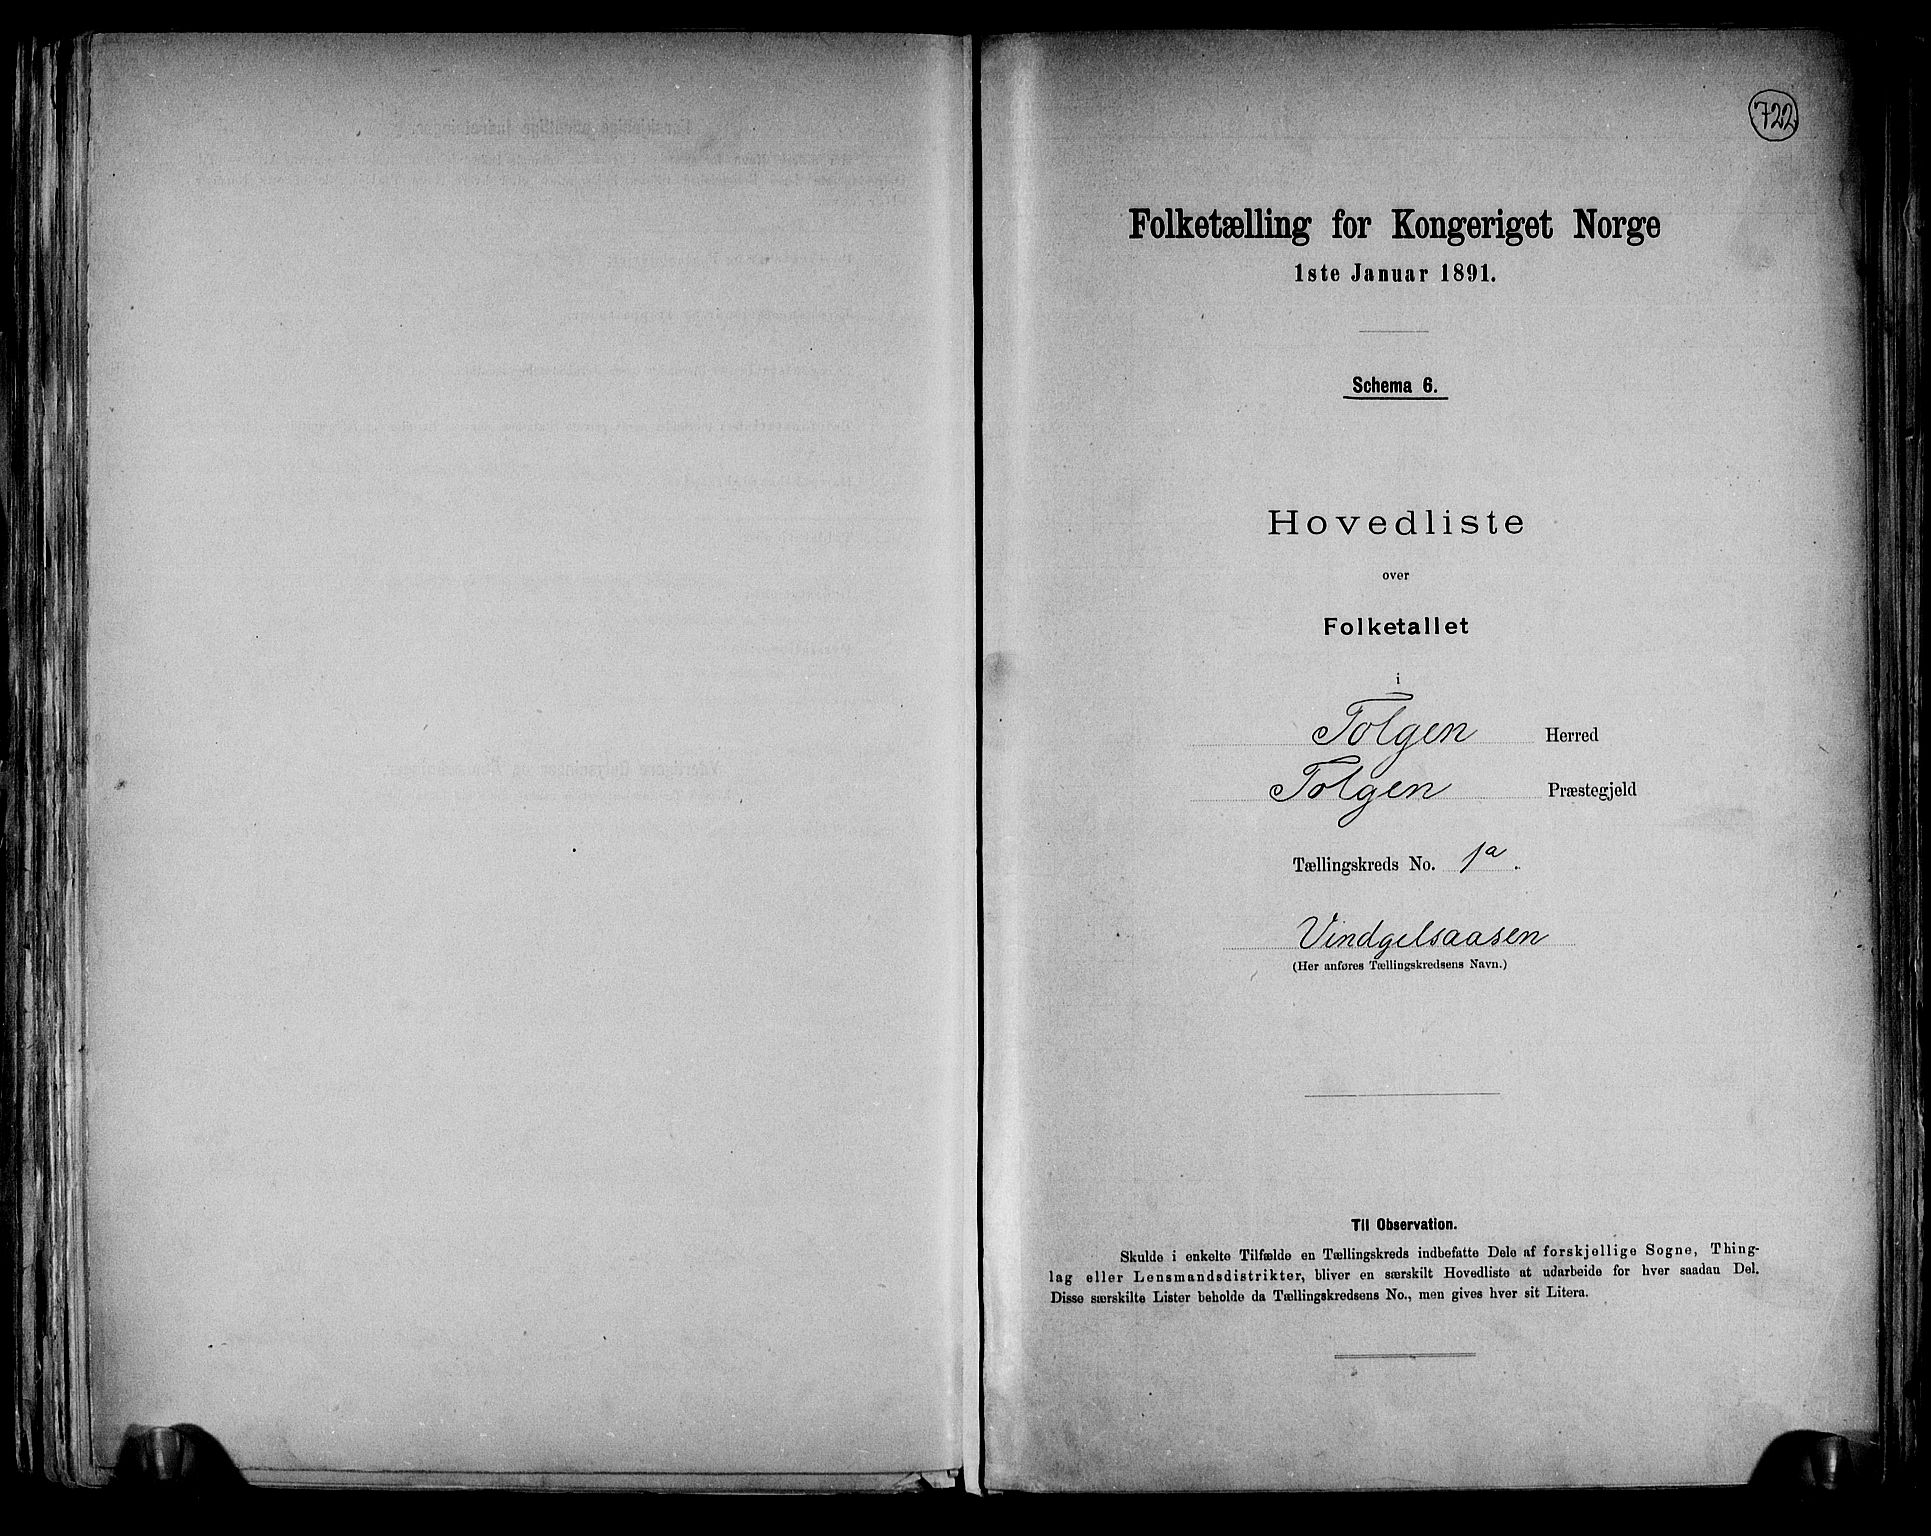 722
Folketælling for Kongeriget Norge
1ste Januar 1891.
Schema 6.
Hovedliste
over
Folketallet
i
Tolgen Herred
Tolgen Præstegjeld
Tællingskreds No. 1a.
Vindgelsaasen
(Her anføres Tællingskredsens Navn.)
Til Observation.
Skulde i enkelte Tilfælde en Tællingskreds indbefatte Dele af forskjellige Sogne, Thing-
lag eller Lensmandsdistrikter, bliver en særskilt Hovedliste at udarbeide for hver saadan Del.
Disse særskilte Lister beholde da Tællingskredsens No., men gives hver sit Litera.